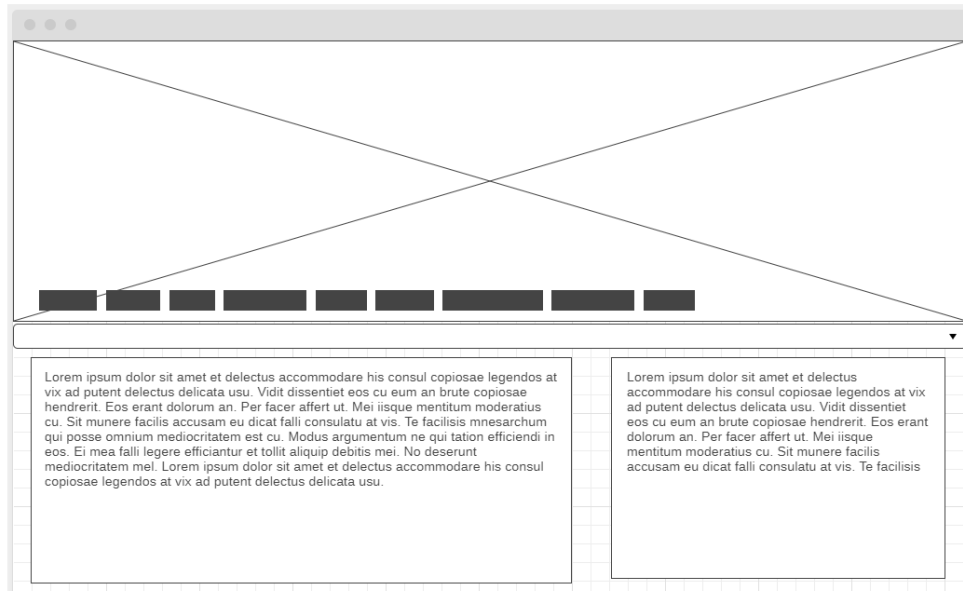 Lorem ipsum dolor sit amet et delectus accommodare his consul copiosae legendos at
vix ad putent delectus delicata usu. Vidit dissentiet eos cu eum an brute copiosae
hendrerit. Eos erant dolorum an. Per facer affert ut. Mei iisque mentitum moderatius
cu. Sit munere facilis accusam eu dicat falli consulatu at vis. Te facilisis mnesarchum
qui posse omnium mediocritatem est cu. Modus argumentum ne qui tation efficiendi in
eos. Ei mea falli legere efficiantur et tollit aliquip debitis mei. No deserunt
mediocritatem mel. Lorem ipsum dolor sit amet et delectus accommodare his consul
copiosae legendos at vix ad putent delectus delicata usu.
Lorem ipsum dolor sit amet et delectus
accommodare his consul copiosae legendos at vix
ad putent delectus delicata usu. Vidit dissentiet
eos cu eum an brute copiosae hendrerit. Eos erant
dolorum an. Per facer affert ut. Mei iisque
mentitum moderatius cu. Sit munere facilis
accusam eu dicat falli consulatu at vis. Te facilisis